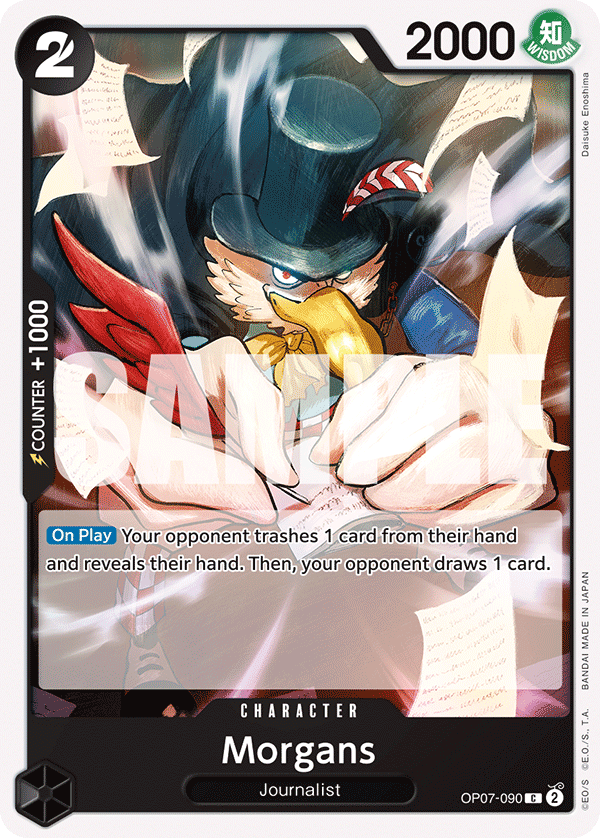 2
2000
知
WISDOM
Daisuke Enoshima
COUNTER +1000
SAMPLE
On Play Your opponent trashes 1 card from their hand
and reveals their hand. Then, your opponent draws 1 card.
CHARACTER
Morgans
Journalist
OP07-090 C 2
©EO/S ©E.O./S., T.A. BANDAI MADE IN JAPAN